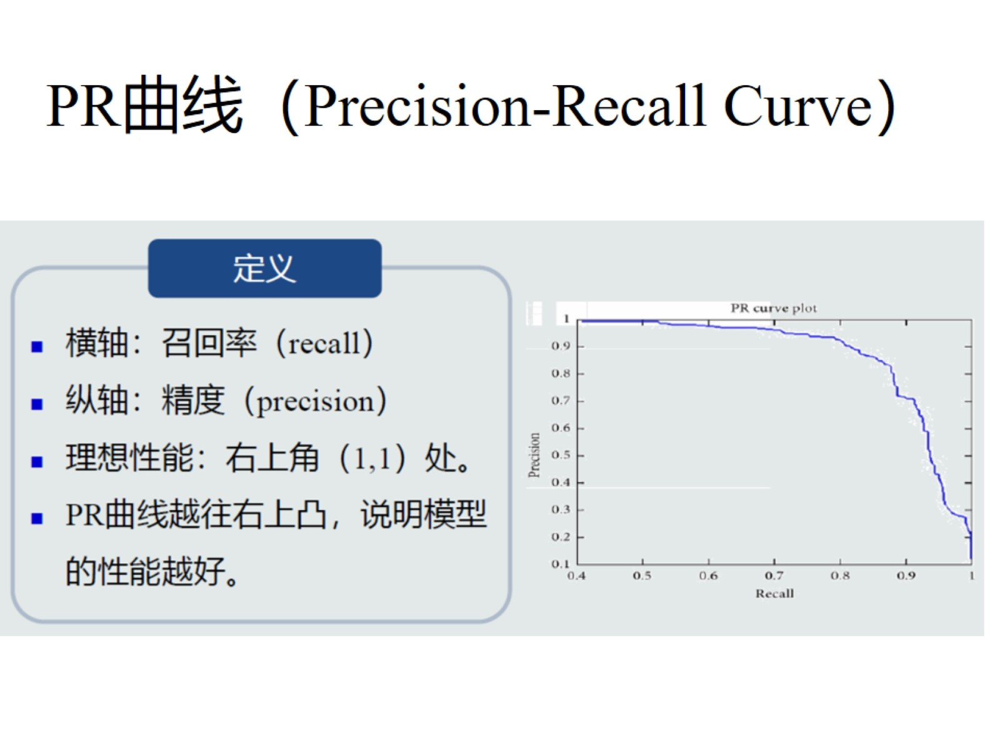 PR曲线（Precision-Recall Curve）
定义
横轴：召回率（recall）
纵轴：精度（precision）
理想性能：右上角（1,1）处。
PR曲线越往右上凸，说明模型
的性能越好。
PR curve plot
1
0.9
0.8
0.7
0.6
0.5
0.4
0.3
0.2
0.1
Precision
0.4 0.5 0.6 0.7 0.8 0.9 1
Recall